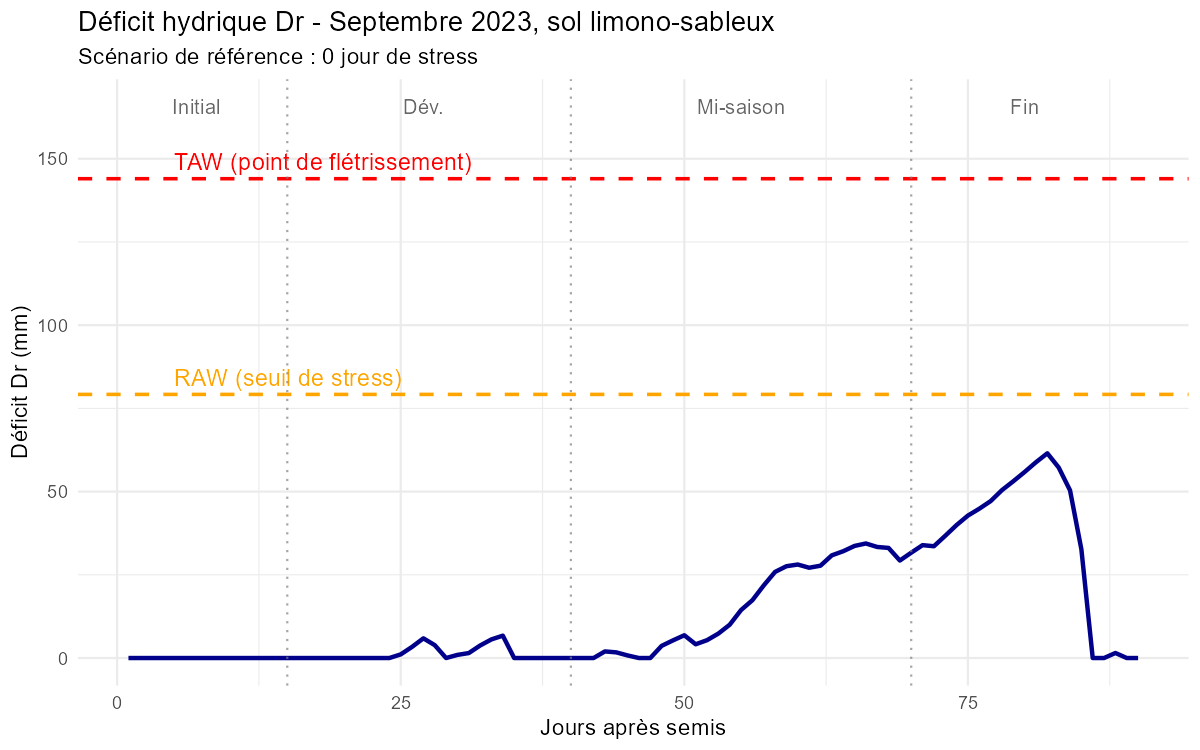 Déficit hydrique Dr - Septembre 2023, sol limono-sableux
Scénario de référence : 0 jour de stress
Initial
Dév.
Mi-saison
Fin
TAW (point de flétrissement)
RAW (seuil de stress)
Déficit Dr (mm)
150
100
50
0
0
25
50
75
Jours après semis